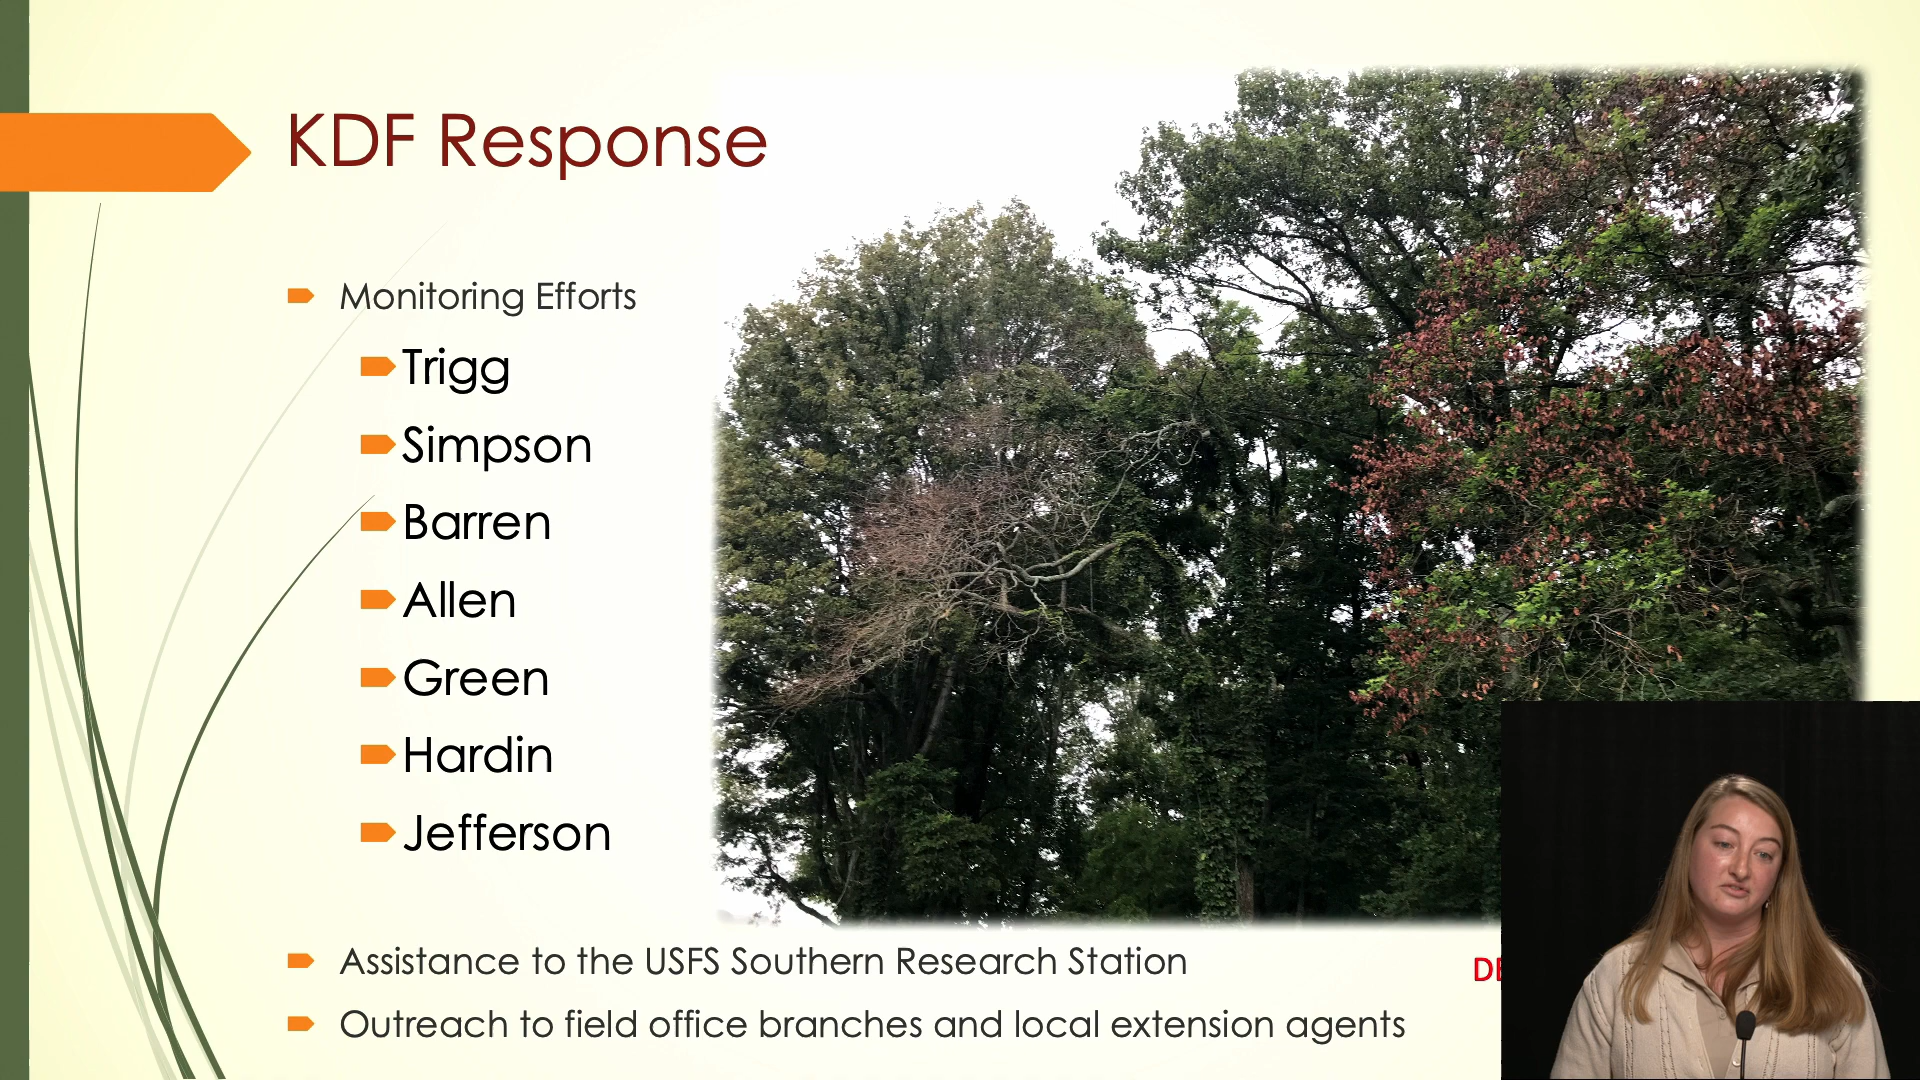 KDF Response
Monitoring Efforts
Trigg
Simpson
Barren
Allen
Green
Hardin
Jefferson
Assistance to the USFS Southern Research Station
Outreach to field office branches and local extension agents